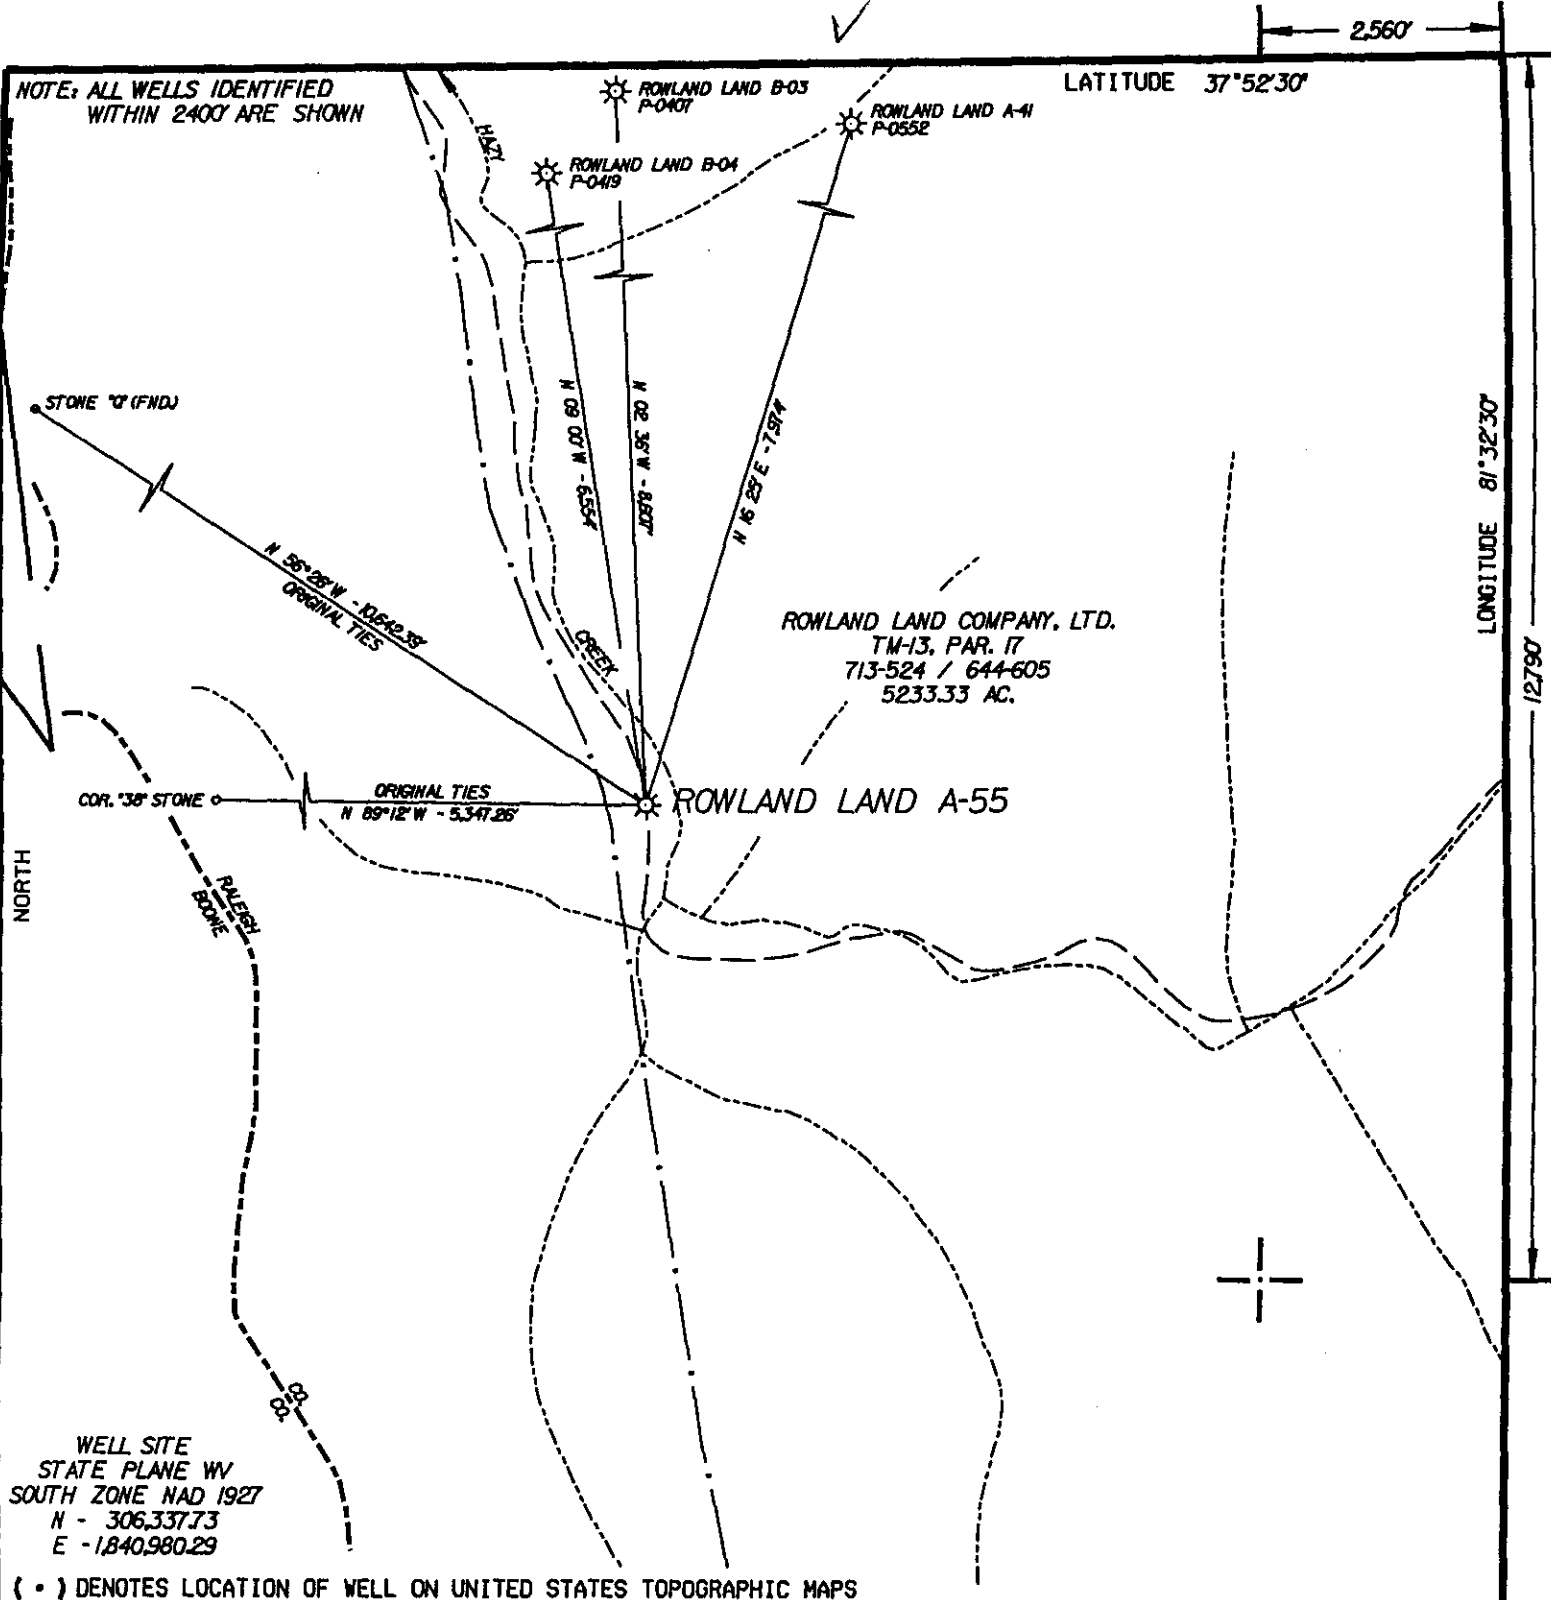 2,560'
LATITUDE 37°52'30"
NOTE: ALL WELLS IDENTIFIED
WITHIN 2400' ARE SHOWN
ROWLAND LAND B-03
P-0407
ROWLAND LAND A-41
P-0552
HAZY
ROWLAND LAND B-04
P-0419
STONE "Q" (FND.)
N 09 00' W - 6,554'
N 02 36' W - 8,607'
N 16 25' E - 7,974'
LONGITUDE 81°32'30"
N 56°26' W - 10,642.39'
ORIGINAL TIES
CREEK
ROWLAND LAND COMPANY, LTD.
TM-13, PAR. 17
713-524 / 644-605
5233.33 AC.
12,790'
COR. "38" STONE
ORIGINAL TIES
N 89°12' W - 5,347.26'
ROWLAND LAND A-55
NORTH
RALEIGH
BOONE
CO.
CO.
WELL SITE
STATE PLANE WV
SOUTH ZONE NAD 1927
N - 306,337.73
E - 1,840,980.29
( • ) DENOTES LOCATION OF WELL ON UNITED STATES TOPOGRAPHIC MAPS